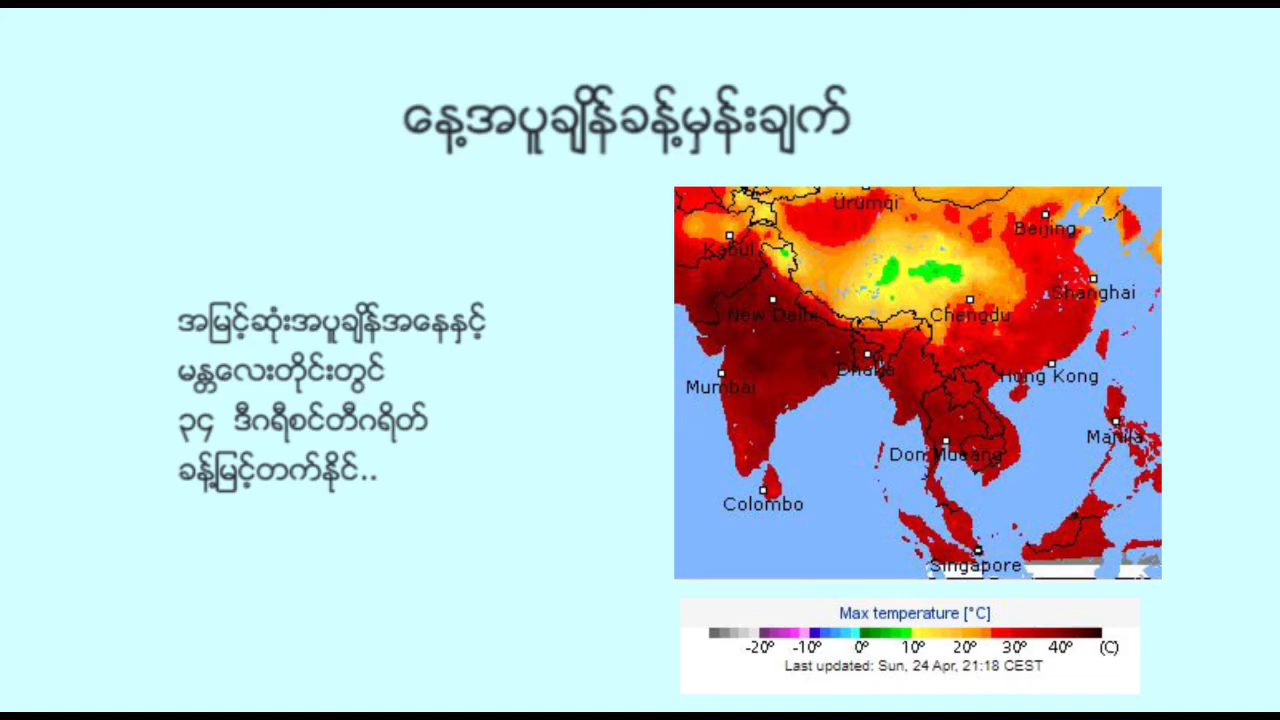 နေ့အပူချိန်ခန့်မှန်းချက်
အမြင့်ဆုံးအပူချိန်အနေနှင့်
မန္တလေးတိုင်းတွင်
၃၄ ဒီဂရီစင်တီဂရိတ်
ခန့်မြင့်တက်နိုင်..
Ürümqi
Beijing
Kabul
Shanghai
New Delhi
Chengdu
Dhaka
Hong Kong
Mumbai
Manila
Don Mueang
Colombo
Singapore
Max temperature [°C]
-20° -10° 0° 10° 20° 30° 40° (C)
Last updated: Sun, 24 Apr, 21:18 CEST